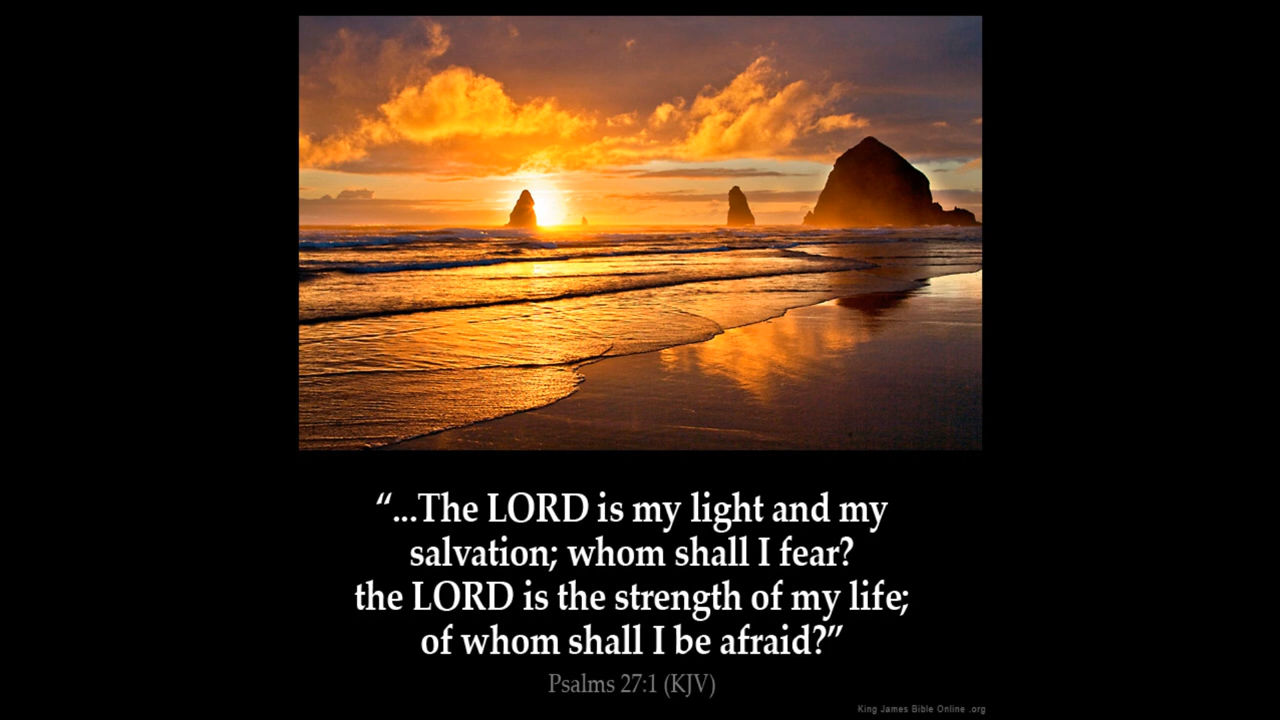 “...The LORD is my light and my
salvation; whom shall I fear?
the LORD is the strength of my life;
of whom shall I be afraid?”
Psalms 27:1 (KJV)
King James Bible Online .org